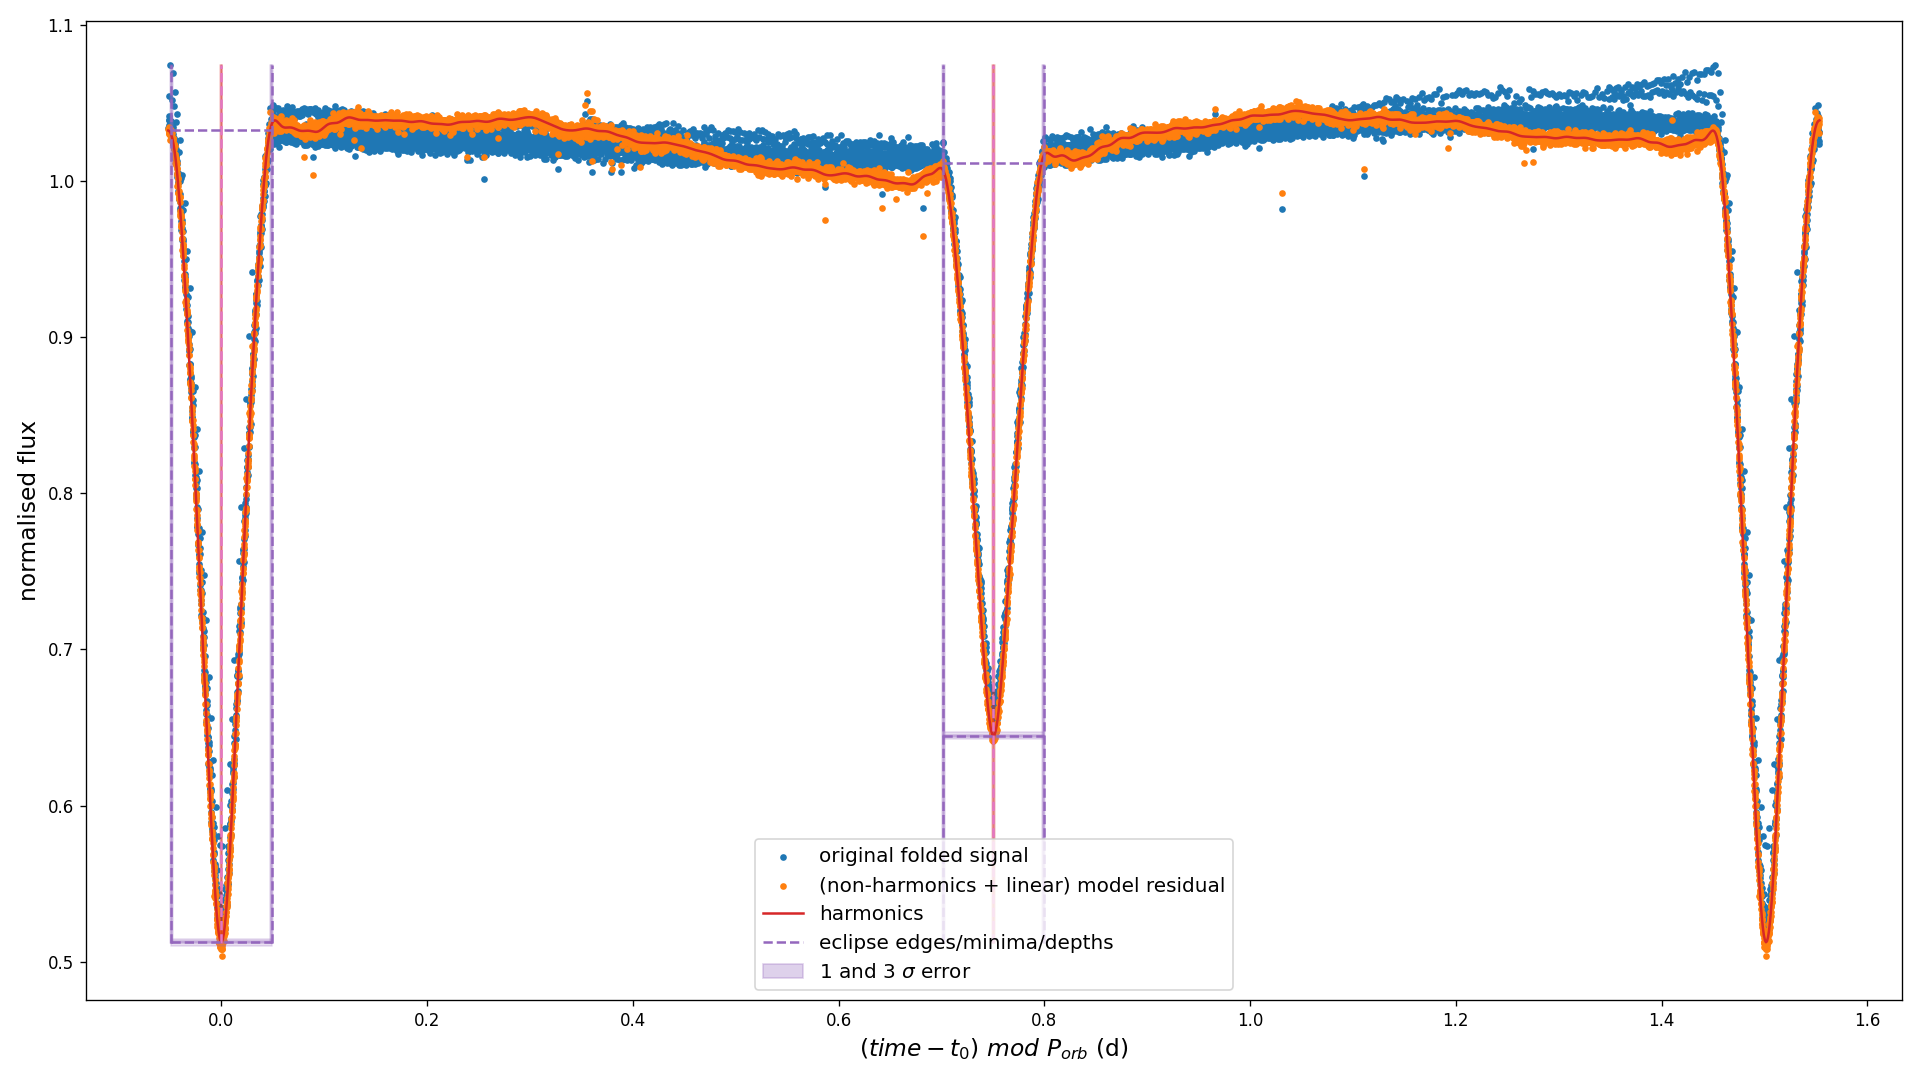 1.1
1.0
0.9
0.8
0.7
0.6
0.5
normalised flux
original folded signal
(non-harmonics + linear) model residual
harmonics
eclipse edges/minima/depths
1 and 3 σ error
0.0 0.2 0.4 0.6 0.8 1.0 1.2 1.4 1.6
(time − t₀) mod Pₒᵣb (d)